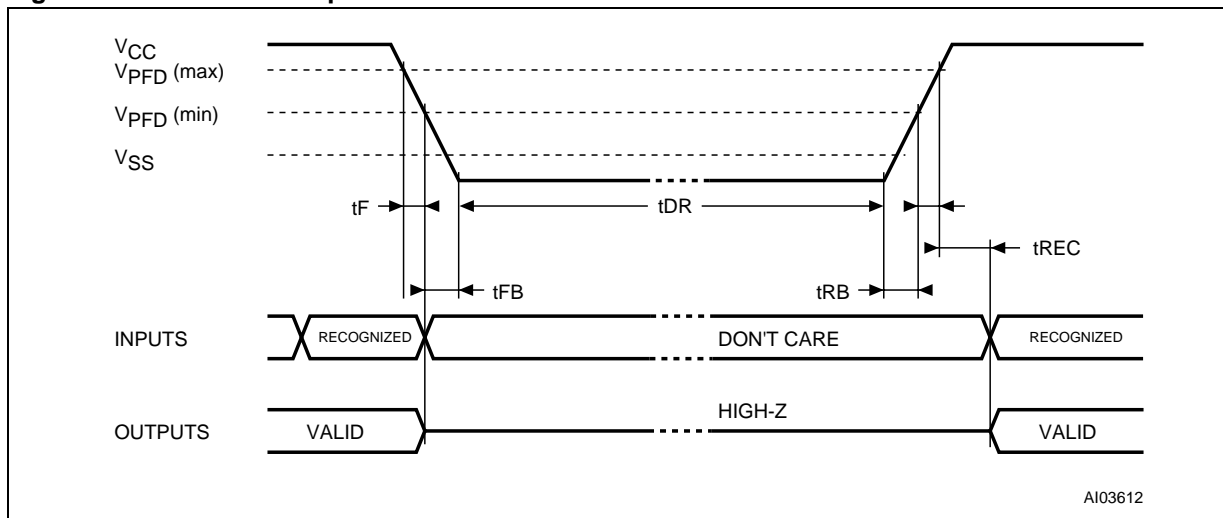 VCC
VPFD (max)
VPFD (min)
VSS
tF
tDR
tREC
tFB
tRB
INPUTS
RECOGNIZED
DON'T CARE
RECOGNIZED
HIGH-Z
OUTPUTS
VALID
VALID
AI03612